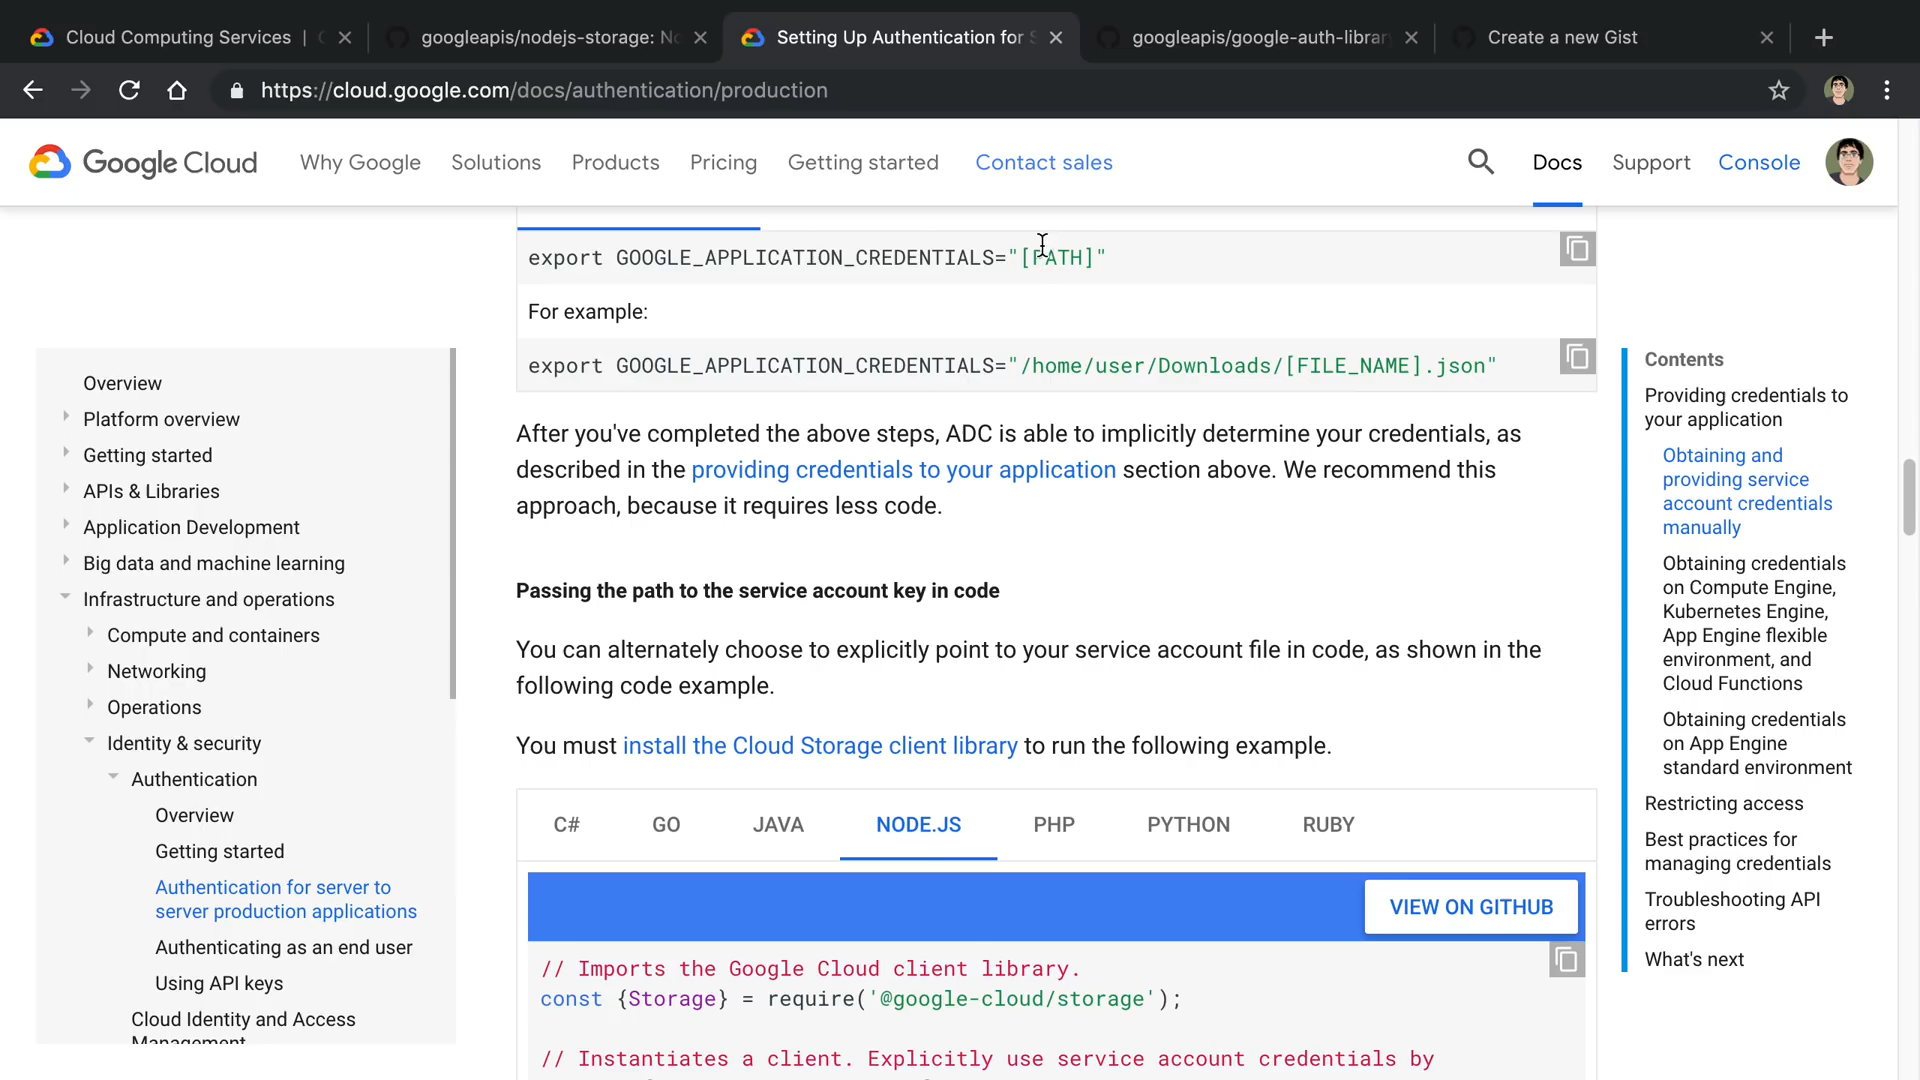 Cloud Computing Services |
googleapis/nodejs-storage: No
Setting Up Authentication for S
googleapis/google-auth-librar
Create a new Gist
https://cloud.google.com/docs/authentication/production
Google Cloud
Why Google
Solutions
Products
Pricing
Getting started
Contact sales
Docs
Support
Console
export GOOGLE_APPLICATION_CREDENTIALS="[PATH]"
For example:
export GOOGLE_APPLICATION_CREDENTIALS="/home/user/Downloads/[FILE_NAME].json"
After you've completed the above steps, ADC is able to implicitly determine your credentials, as
described in the providing credentials to your application section above. We recommend this
approach, because it requires less code.
Passing the path to the service account key in code
You can alternately choose to explicitly point to your service account file in code, as shown in the
following code example.
You must install the Cloud Storage client library to run the following example.
C#
GO
JAVA
NODE.JS
PHP
PYTHON
RUBY
VIEW ON GITHUB
// Imports the Google Cloud client library.
const {Storage} = require('@google-cloud/storage');
// Instantiates a client. Explicitly use service account credentials by
Overview
Platform overview
Getting started
APIs & Libraries
Application Development
Big data and machine learning
Infrastructure and operations
Compute and containers
Networking
Operations
Identity & security
Authentication
Overview
Getting started
Authentication for server to
server production applications
Authenticating as an end user
Using API keys
Cloud Identity and Access
Management
Contents
Providing credentials to
your application
Obtaining and
providing service
account credentials
manually
Obtaining credentials
on Compute Engine,
Kubernetes Engine,
App Engine flexible
environment, and
Cloud Functions
Obtaining credentials
on App Engine
standard environment
Restricting access
Best practices for
managing credentials
Troubleshooting API
errors
What's next